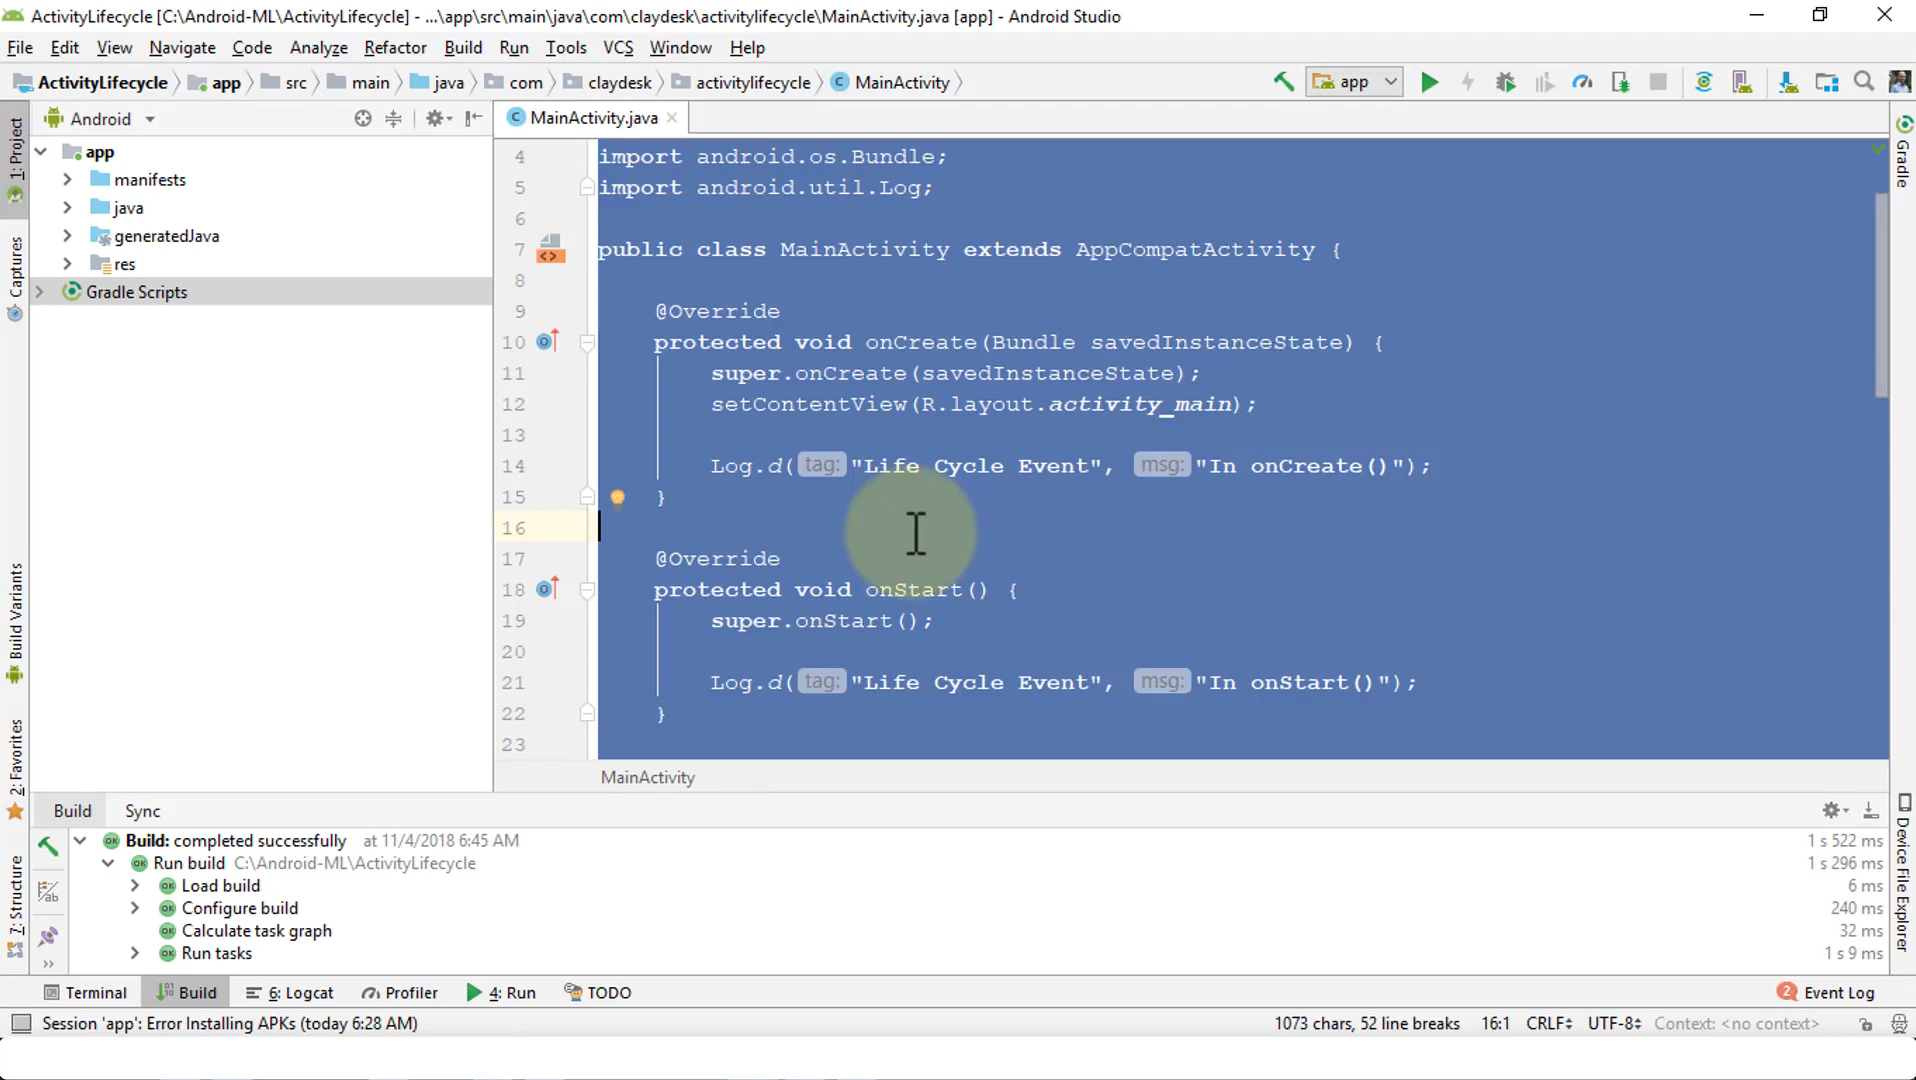 ActivityLifecycle [C:\Android-ML\ActivityLifecycle] - ...\app\src\main\java\com\claydesk\activitylifecycle\MainActivity.java [app] - Android Studio
File Edit View Navigate Code Analyze Refactor Build Run Tools VCS Window Help
ActivityLifecycle app src main java com claydesk activitylifecycle MainActivity app
Android
MainActivity.java
app
manifests
java
generatedJava
res
Gradle Scripts
1: Project
Captures
Build Variants
2: Favorites
7: Structure
4 import android.os.Bundle;
5 import android.util.Log;
6
7 public class MainActivity extends AppCompatActivity {
8
9 @Override
10 protected void onCreate(Bundle savedInstanceState) {
11 super.onCreate(savedInstanceState);
12 setContentView(R.layout.activity_main);
13
14 Log.d( tag: "Life Cycle Event", msg: "In onCreate()");
15 }
16
17 @Override
18 protected void onStart() {
19 super.onStart();
20
21 Log.d( tag: "Life Cycle Event", msg: "In onStart()");
22 }
23
MainActivity
Gradle
Device File Explorer
Build Sync
Build: completed successfully at 11/4/2018 6:45 AM 1 s 522 ms
Run build C:\Android-ML\ActivityLifecycle 1 s 296 ms
Load build 6 ms
Configure build 240 ms
Calculate task graph 32 ms
Run tasks 1 s 9 ms
Terminal Build 6: Logcat Profiler 4: Run TODO 2 Event Log
Session 'app': Error Installing APKs (today 6:28 AM) 1073 chars, 52 line breaks 16:1 CRLF UTF-8 Context: <no context>